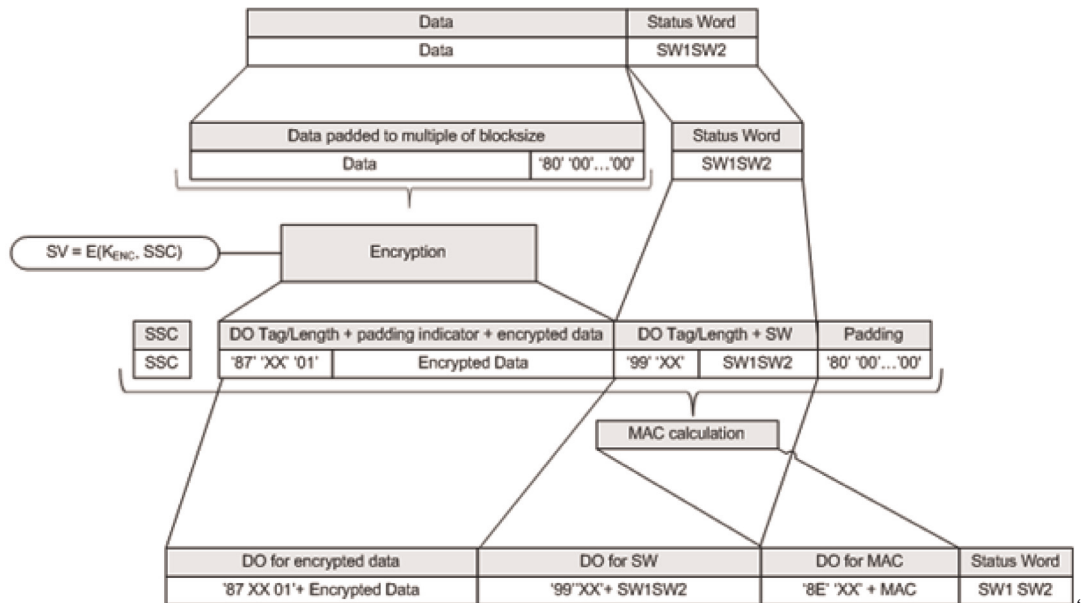 Data Status Word
Data SW1SW2
Data padded to multiple of blocksize Status Word
Data '80' '00'...'00' SW1SW2
SV = E(KENC, SSC) Encryption
SSC DO Tag/Length + padding indicator + encrypted data DO Tag/Length + SW Padding
SSC '87' 'XX' '01' Encrypted Data '99' 'XX' SW1SW2 '80' '00'...'00'
MAC calculation
DO for encrypted data DO for SW DO for MAC Status Word
'87 XX 01'+ Encrypted Data '99''XX'+ SW1SW2 '8E' 'XX' + MAC SW1 SW2